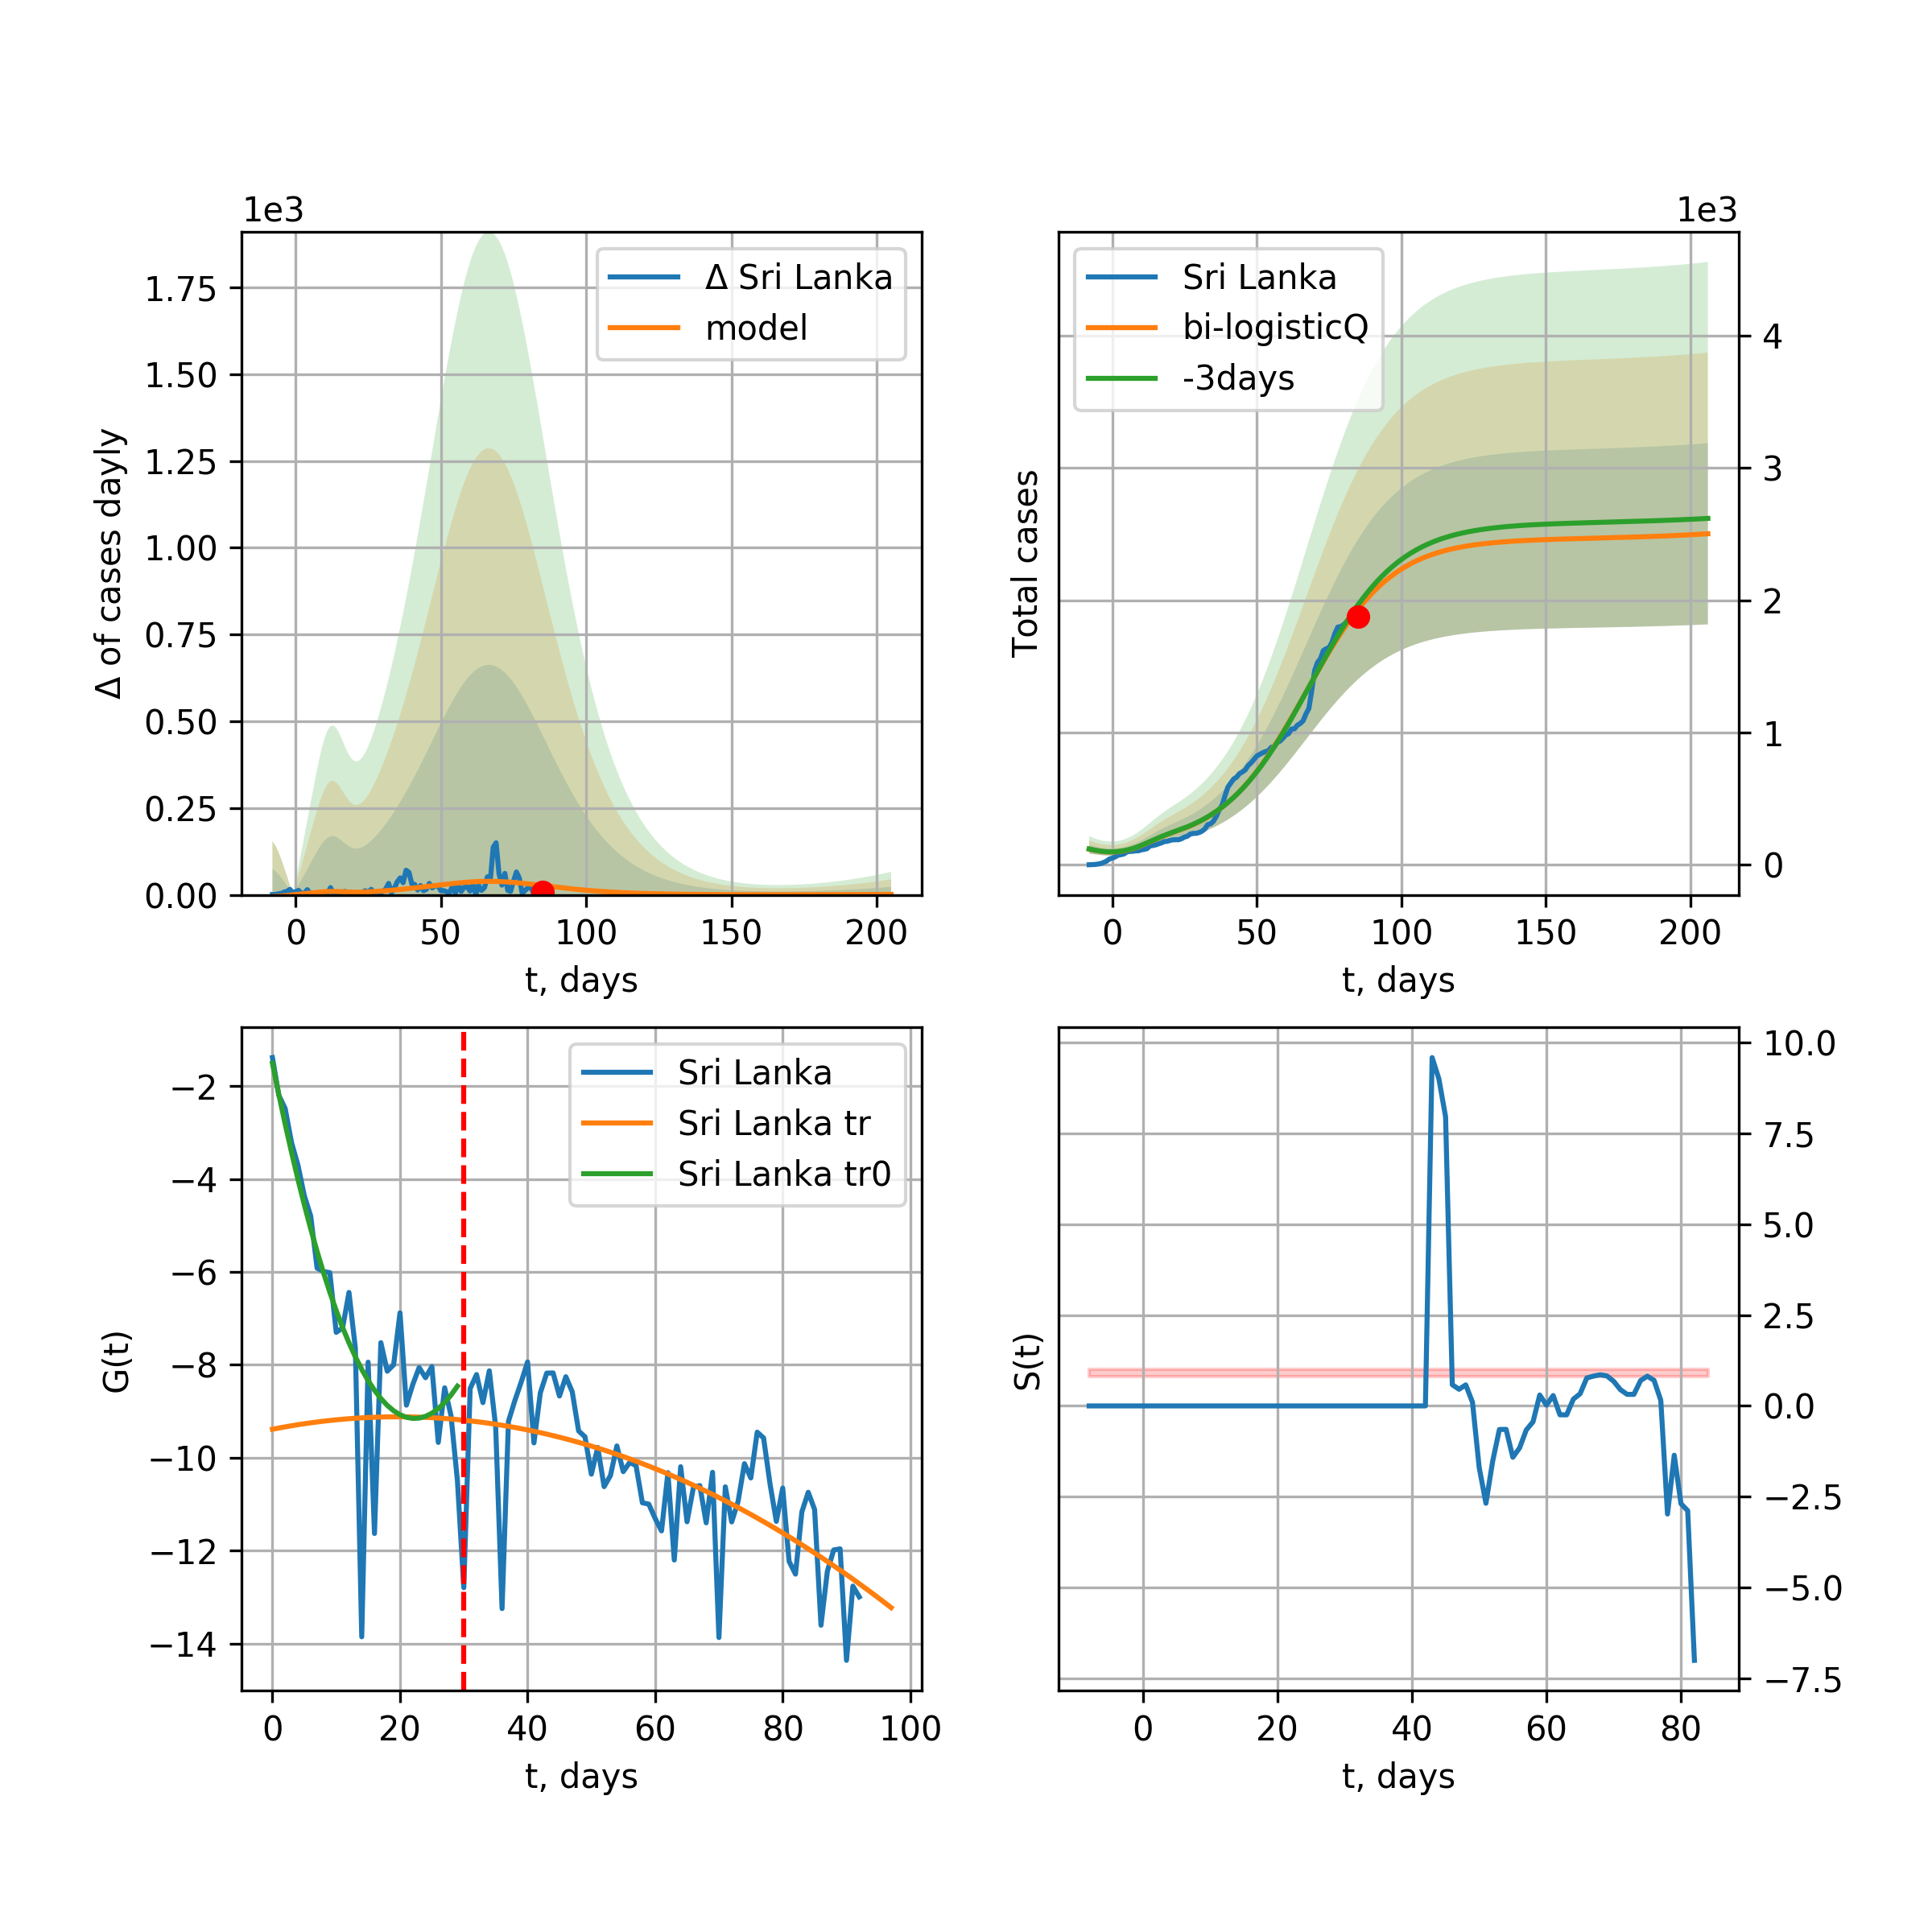 1e3
Δ of cases dayly
1.75
1.50
1.25
1.00
0.75
0.50
0.25
0.00
Δ Sri Lanka
model
0 50 100 150 200
t, days
1e3
Total cases
Sri Lanka
bi-logisticQ
-3days
4
3
2
1
0
0 50 100 150 200
t, days
G(t)
−2
−4
−6
−8
−10
−12
−14
Sri Lanka
Sri Lanka tr
Sri Lanka tr0
0 20 40 60 80 100
t, days
S(t)
10.0
7.5
5.0
2.5
0.0
−2.5
−5.0
−7.5
0 20 40 60 80
t, days